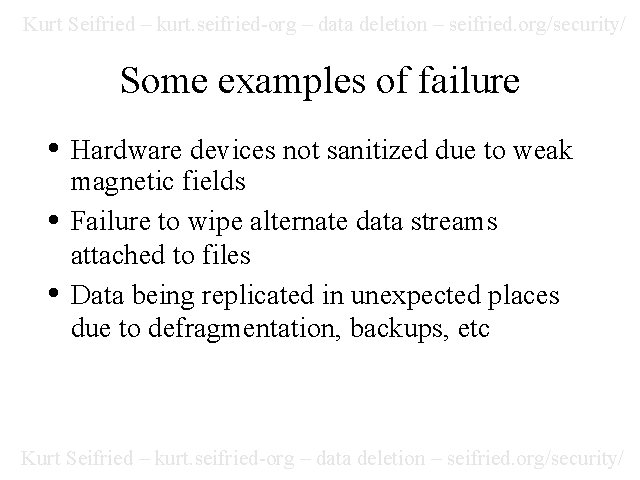 Kurt Seifried – kurt.seifried-org – data deletion – seifried.org/security/
Some examples of failure
• Hardware devices not sanitized due to weak
magnetic fields
• Failure to wipe alternate data streams
attached to files
• Data being replicated in unexpected places
due to defragmentation, backups, etc
Kurt Seifried – kurt.seifried-org – data deletion – seifried.org/security/